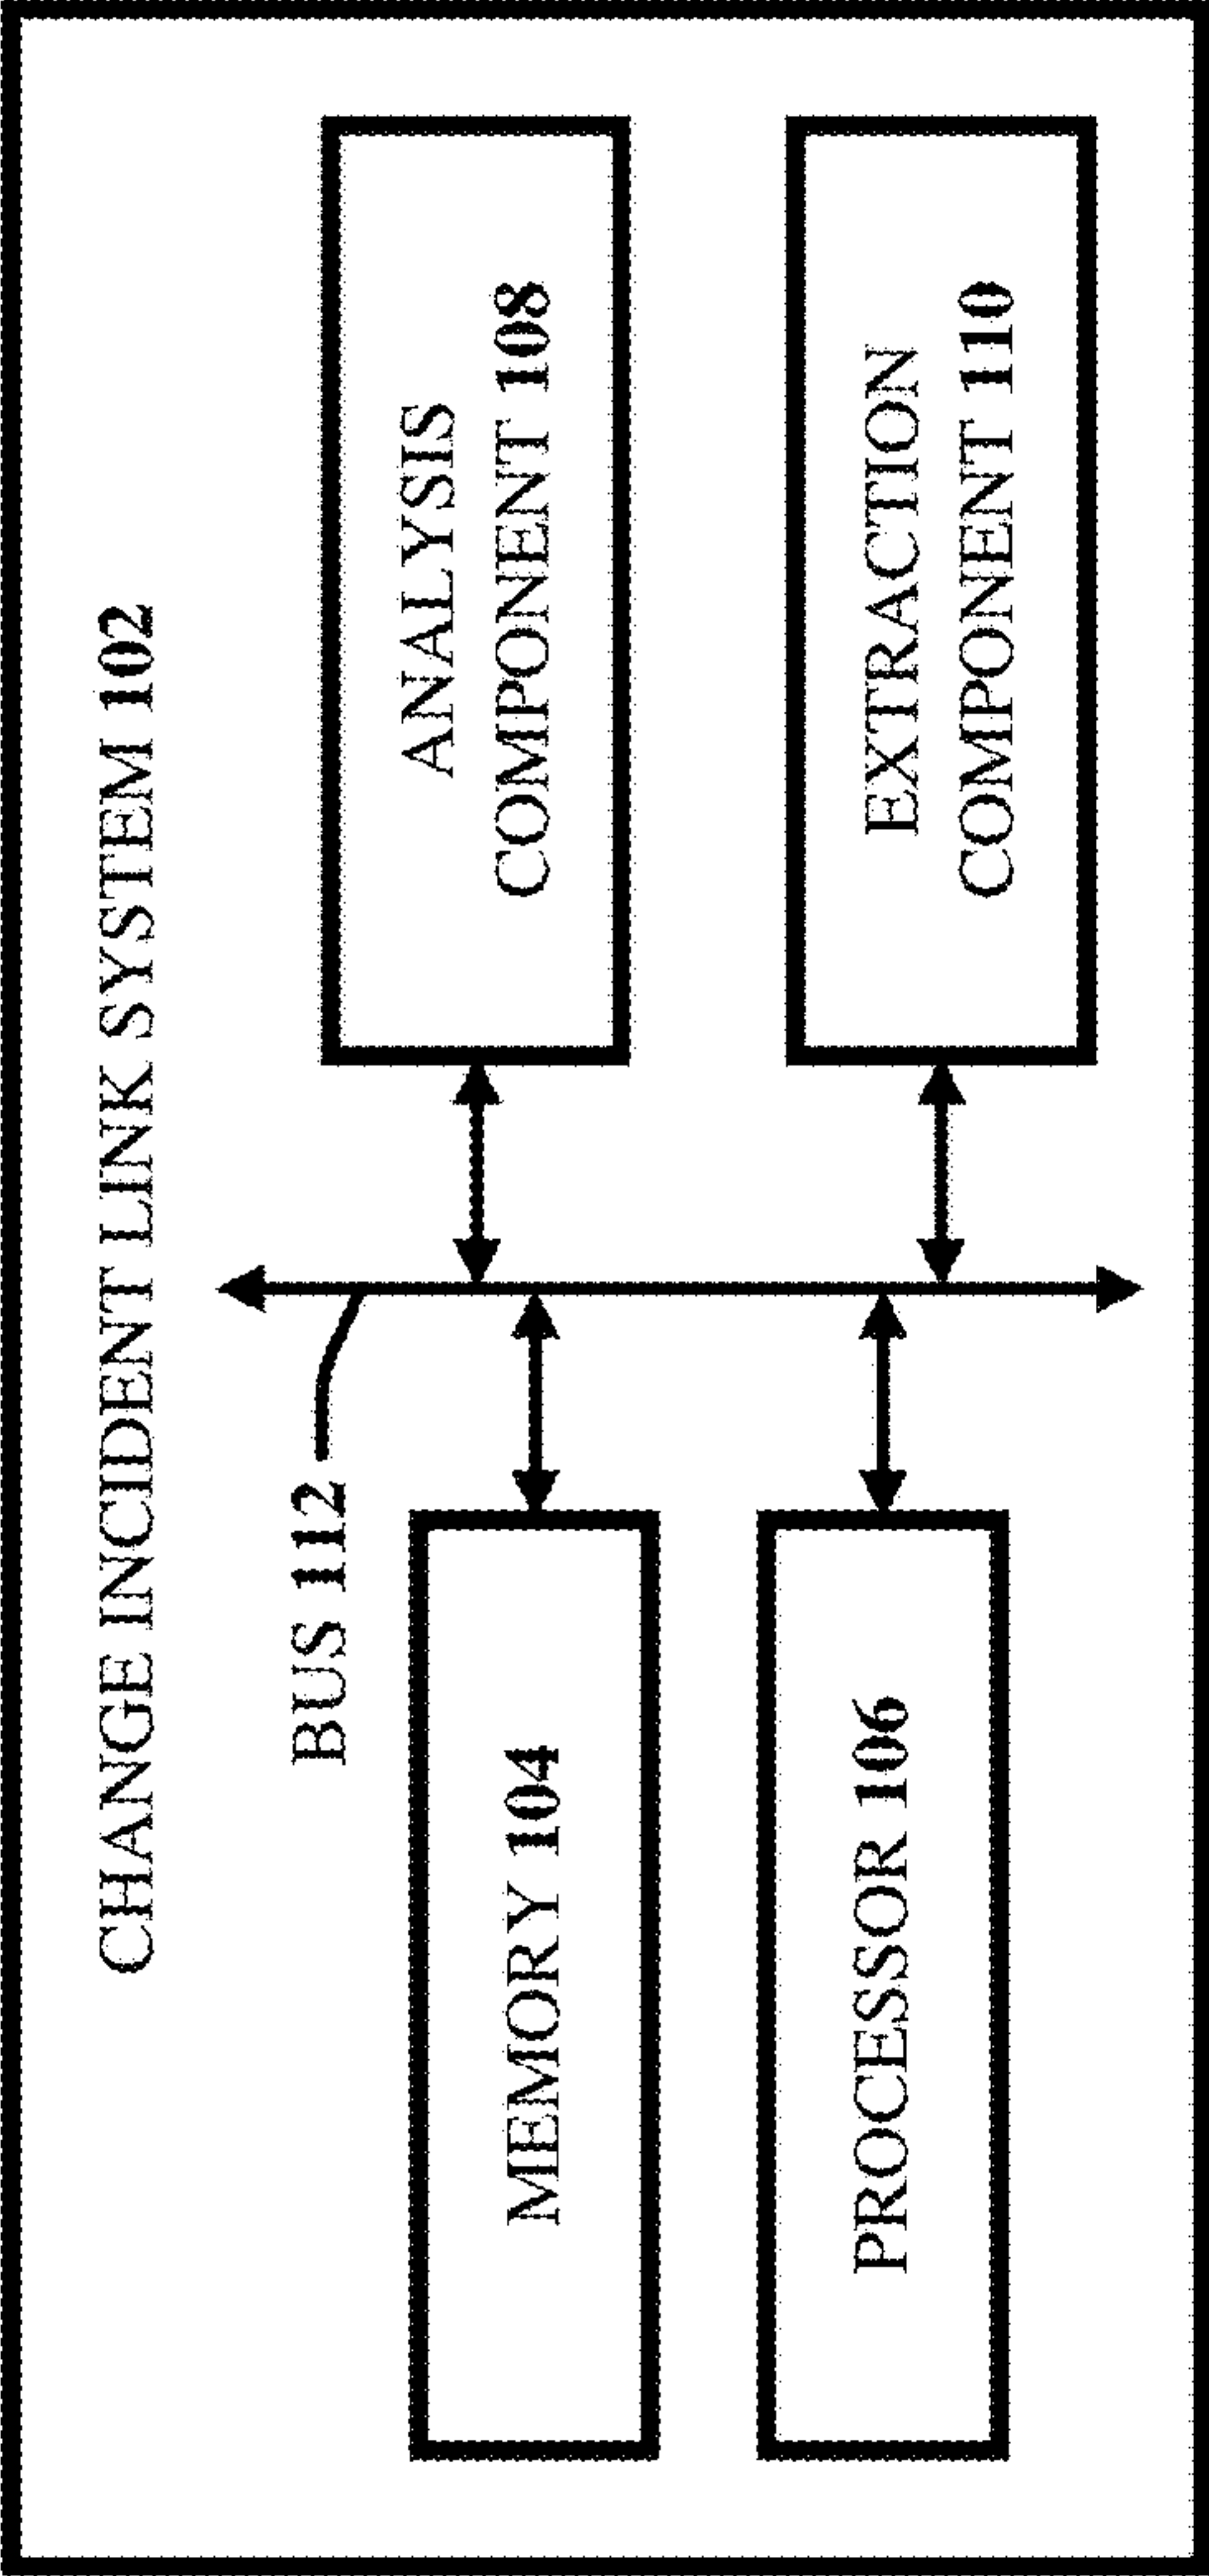 CHANGE INCIDENT LINK SYSTEM 102
BUS 112
MEMORY 104
PROCESSOR 106
ANALYSIS
COMPONENT 108
EXTRACTION
COMPONENT 110